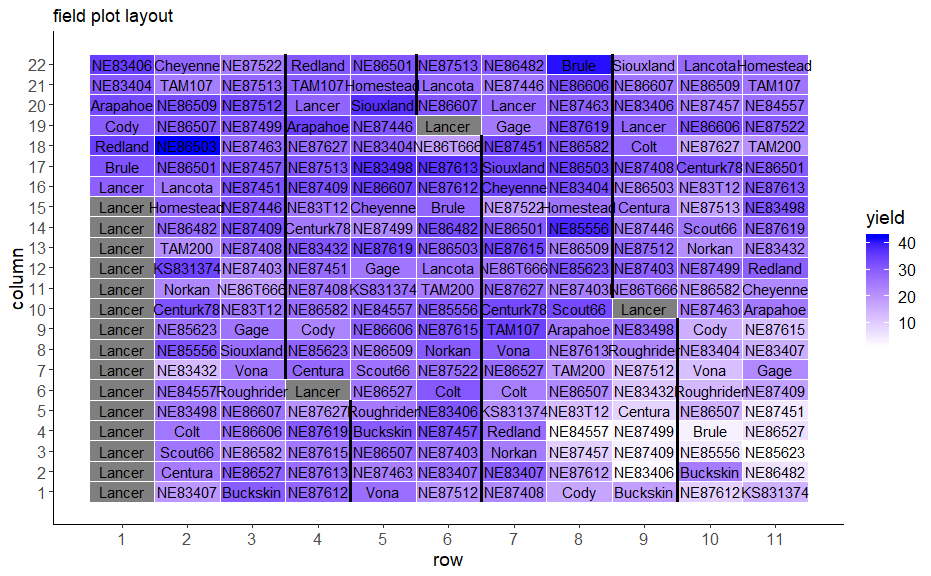 field plot layout
22 NE83406 Cheyenne NE87522 Redland NE86501 NE87513 NE86482 Brule Siouxland Lancota Homestead
21 NE83404 TAM107 NE87513 TAM107 Homestead Lancota NE87446 NE86606 NE86607 NE86509 TAM107
20 Arapahoe NE86509 NE87512 Lancer Siouxland NE86607 Lancer NE87463 NE83406 NE87457 NE84557
19 Cody NE86507 NE87499 Arapahoe NE87446 Lancer Gage NE87619 Lancer NE86606 NE87522
18 Redland NE86503 NE87463 NE87627 NE83404 NE86T666 NE87451 NE86582 Colt NE87627 TAM200
17 Brule NE86501 NE87457 NE87513 NE83498 NE87613 Siouxland NE86503 NE87408 Centurk78 NE86501
16 Lancer Lancota NE87451 NE87409 NE86607 NE87612 Cheyenne NE83404 NE86503 NE83T12 NE87613
15 Lancer Homestead NE87446 NE83T12 Cheyenne Brule NE87522 Homestead Centura NE87513 NE83498
14 Lancer NE86482 NE87409 Centurk78 NE87499 NE86482 NE86501 NE85556 NE87446 Scout66 NE87619
13 Lancer TAM200 NE87408 NE83432 NE87619 NE86503 NE87615 NE86509 NE87512 Norkan NE83432
12 Lancer KS831374 NE87403 NE87451 Gage Lancota NE86T666 NE85623 NE87403 NE87499 Redland
11 Lancer Norkan NE86T666 NE87408 KS831374 TAM200 NE87627 NE87403 NE86T666 NE86582 Cheyenne
10 Lancer Centurk78 NE83T12 NE86582 NE84557 NE85556 Centurk78 Scout66 Lancer NE87463 Arapahoe
9 Lancer NE85623 Gage Cody NE86606 NE87615 TAM107 Arapahoe NE83498 Cody NE87615
8 Lancer NE85556 Siouxland NE85623 NE86509 Norkan Vona NE87613 Roughrider NE83404 NE83407
7 Lancer NE83432 Vona Centura Scout66 NE87522 NE86527 TAM200 NE87512 Vona Gage
6 Lancer NE84557 Roughrider Lancer NE86527 Colt Colt NE86507 NE83432 Roughrider NE87409
5 Lancer NE83498 NE86607 NE87627 Roughrider NE83406 KS831374 NE83T12 Centura NE86507 NE87451
4 Lancer Colt NE86606 NE87619 Buckskin NE87457 Redland NE84557 NE87499 Brule NE86527
3 Lancer Scout66 NE86582 NE87615 NE86507 NE87403 Norkan NE87457 NE87409 NE85556 NE85623
2 Lancer Centura NE86527 NE87613 NE87463 NE83407 NE83407 NE87612 NE83406 Buckskin NE86482
1 Lancer NE83407 Buckskin NE87612 Vona NE87512 NE87408 Cody Buckskin NE87612 KS831374
1 2 3 4 5 6 7 8 9 10 11
row
column
yield
40
30
20
10